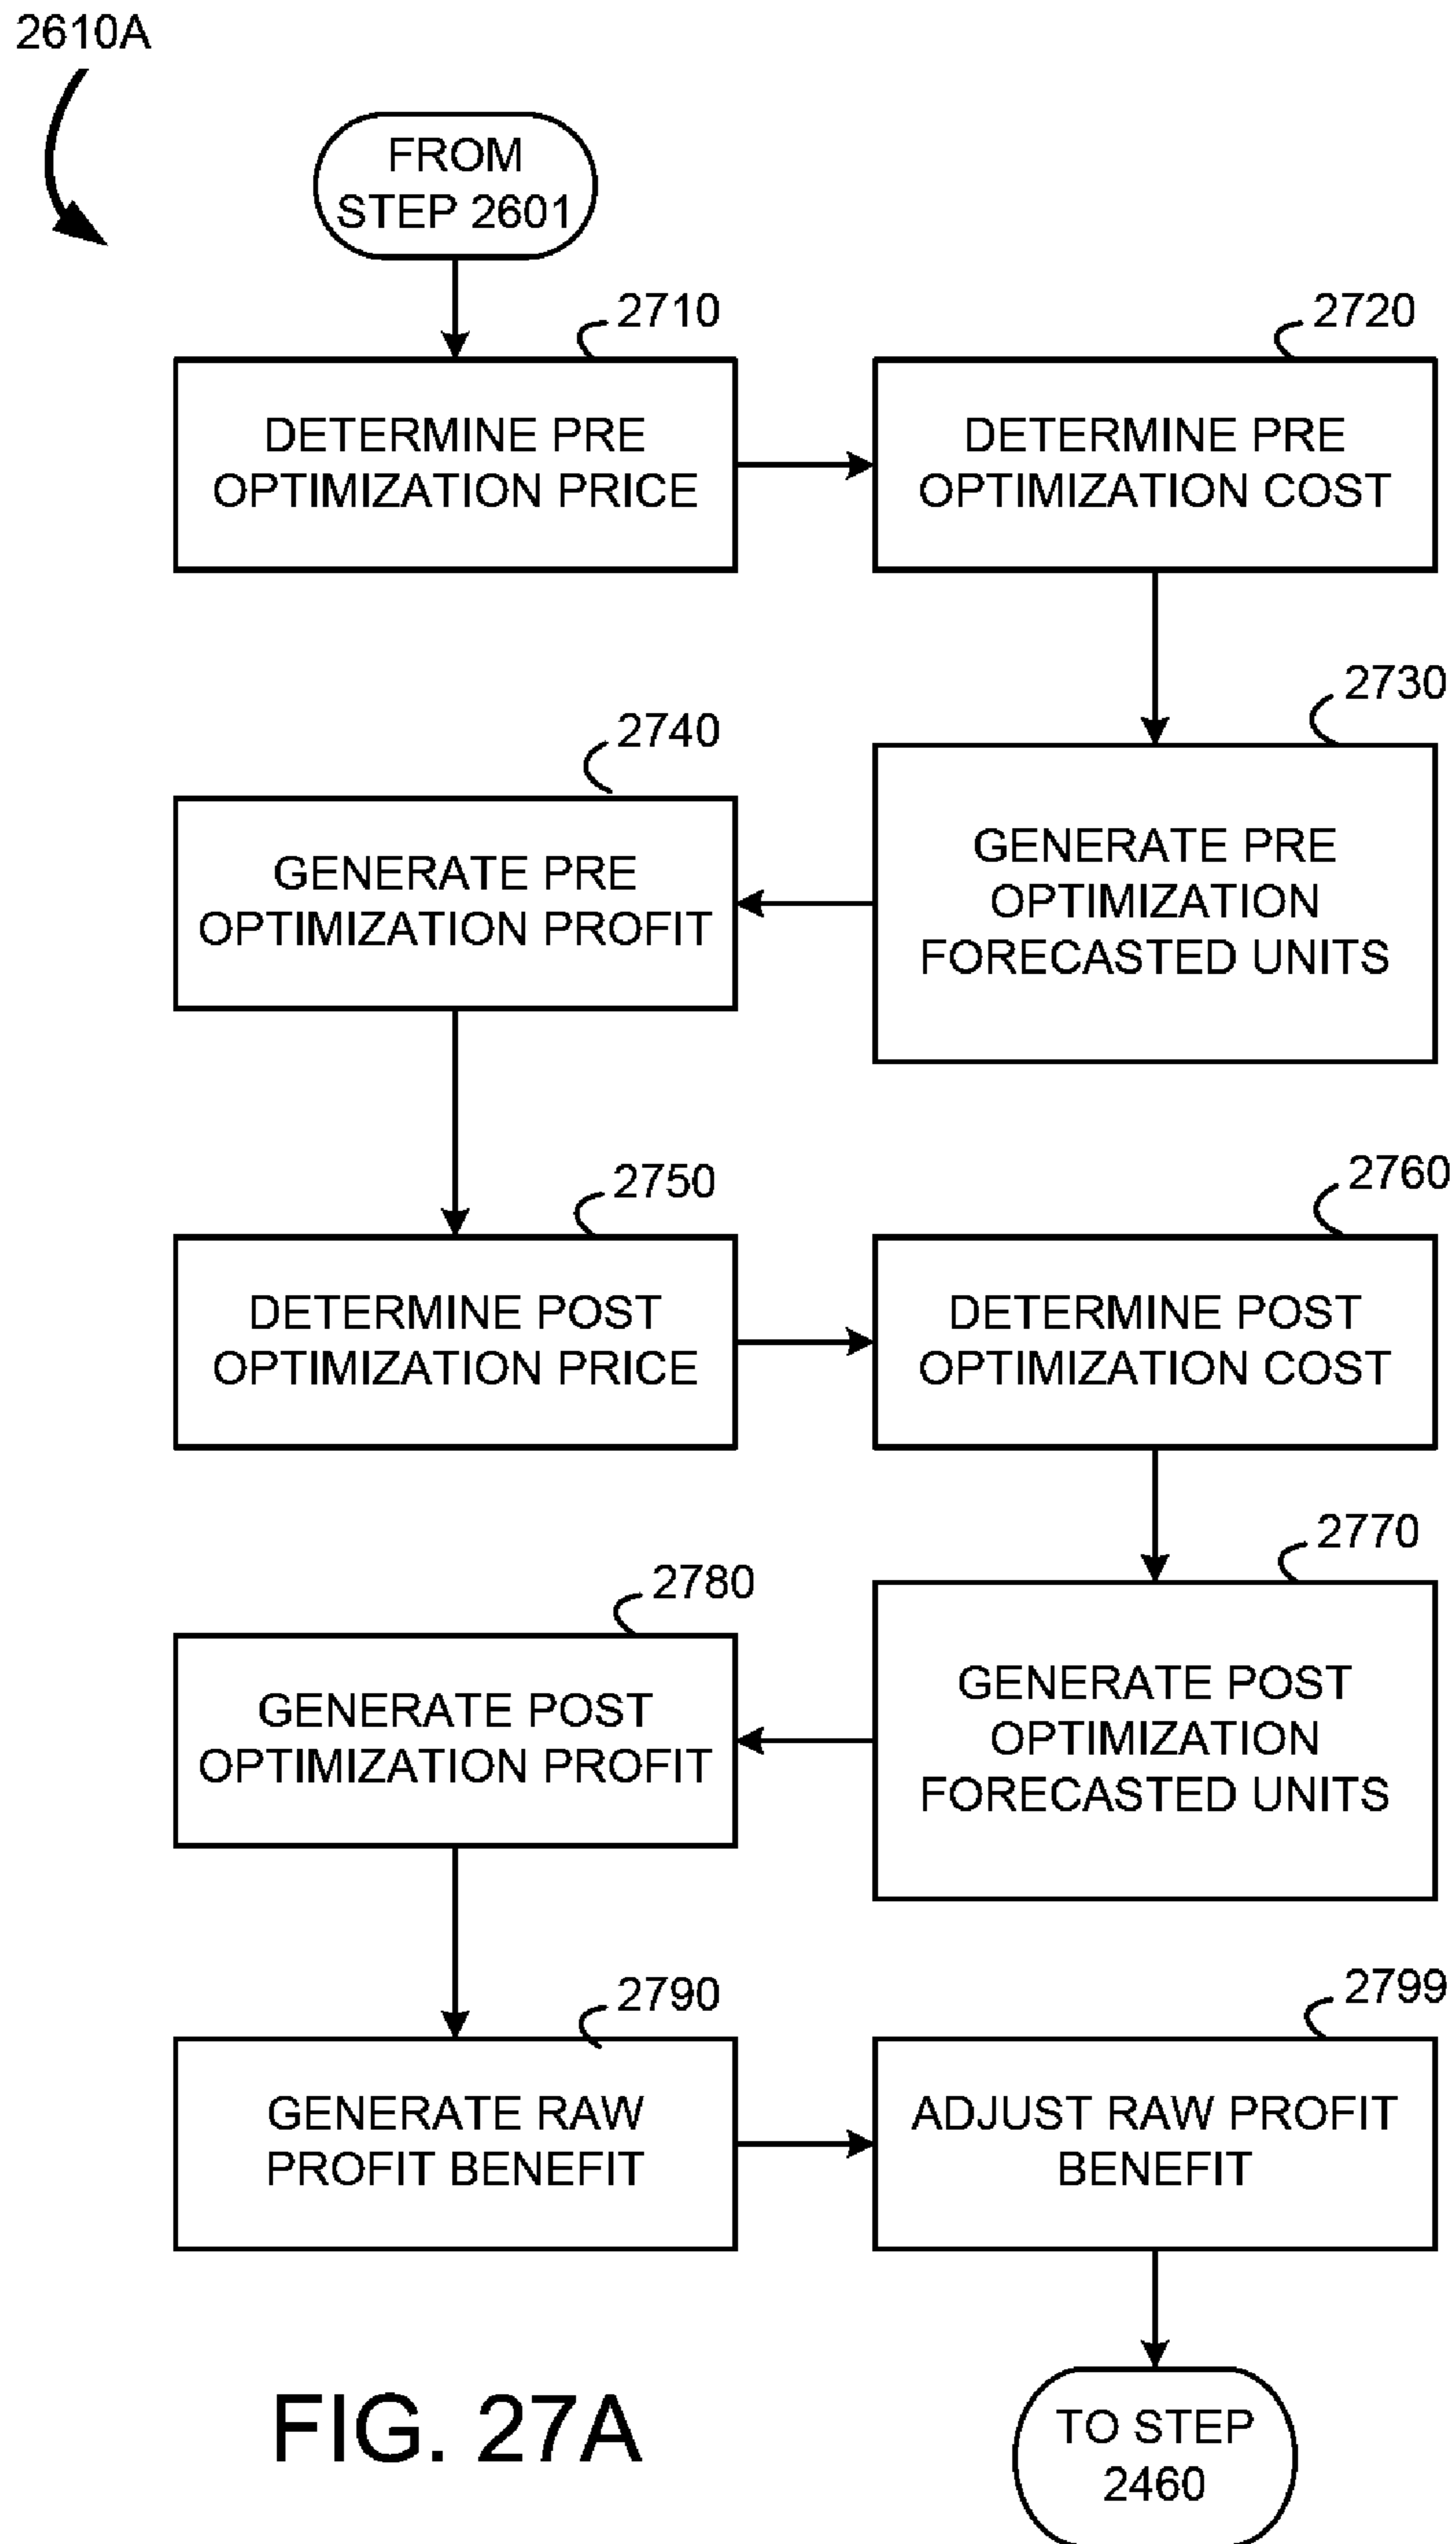 2610A
FROM
STEP 2601
2710
DETERMINE PRE
OPTIMIZATION PRICE
2720
DETERMINE PRE
OPTIMIZATION COST
2730
GENERATE PRE
OPTIMIZATION
FORECASTED UNITS
2740
GENERATE PRE
OPTIMIZATION PROFIT
2750
DETERMINE POST
OPTIMIZATION PRICE
2760
DETERMINE POST
OPTIMIZATION COST
2770
GENERATE POST
OPTIMIZATION
FORECASTED UNITS
2780
GENERATE POST
OPTIMIZATION PROFIT
2790
GENERATE RAW
PROFIT BENEFIT
2799
ADJUST RAW PROFIT
BENEFIT
TO STEP
2460
FIG. 27A